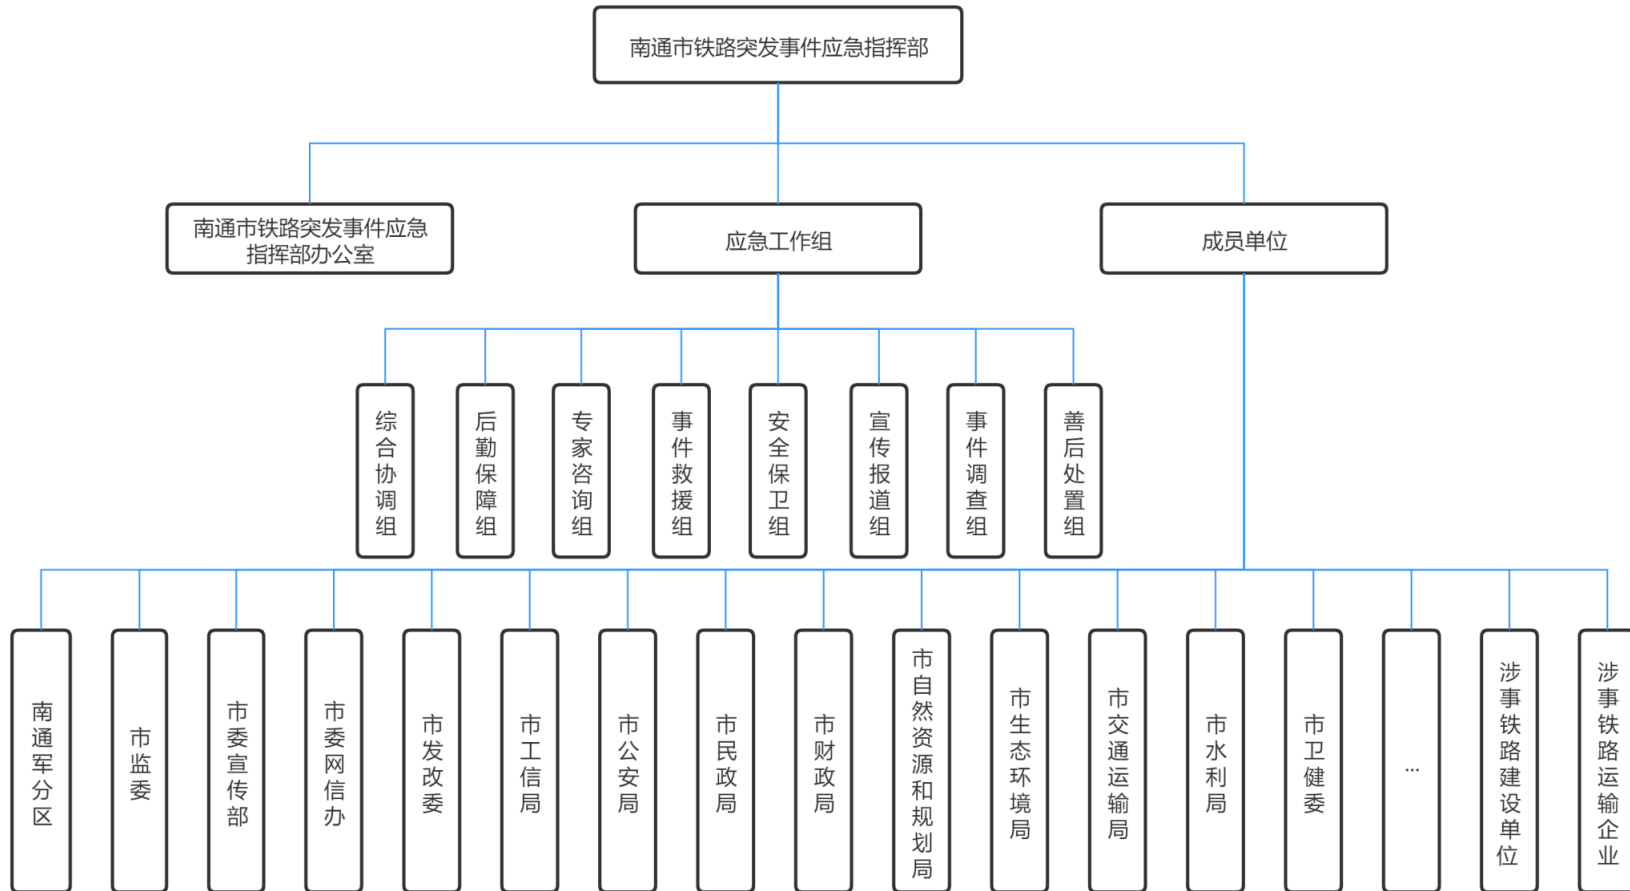 南通市铁路突发事件应急指挥部
南通市铁路突发事件应急
指挥部办公室
应急工作组
成员单位
综合协调组
后勤保障组
专家咨询组
事件救援组
安全保卫组
宣传报道组
事件调查组
善后处置组
南通军分区
市监委
市委宣传部
市委网信办
市发改委
市工信局
市公安局
市民政局
市财政局
市自然资源和规划局
市生态环境局
市交通运输局
市水利局
市卫健委
...
涉事铁路建设单位
涉事铁路运输企业